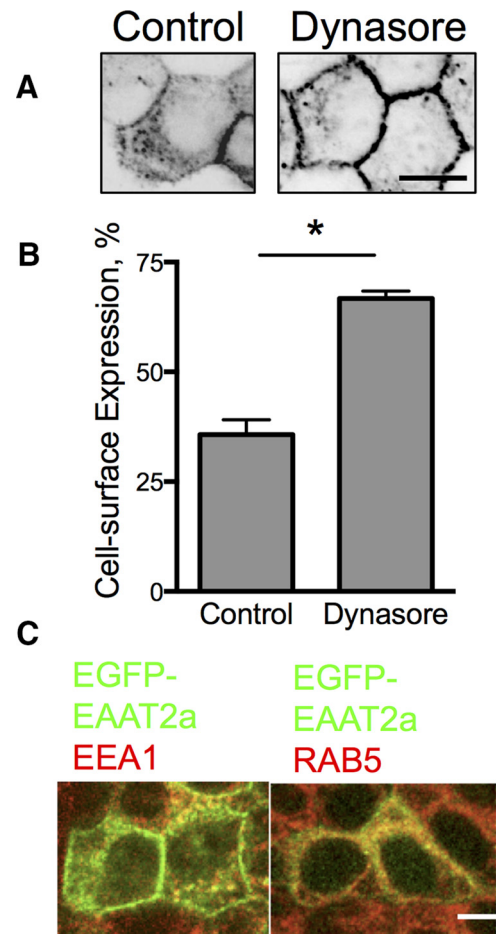 Control Dynasore
A
B
*
Cell-surface Expression, %
75
50
25
0
Control Dynasore
C
EGFP-
EAAT2a
EEA1
EGFP-
EAAT2a
RAB5